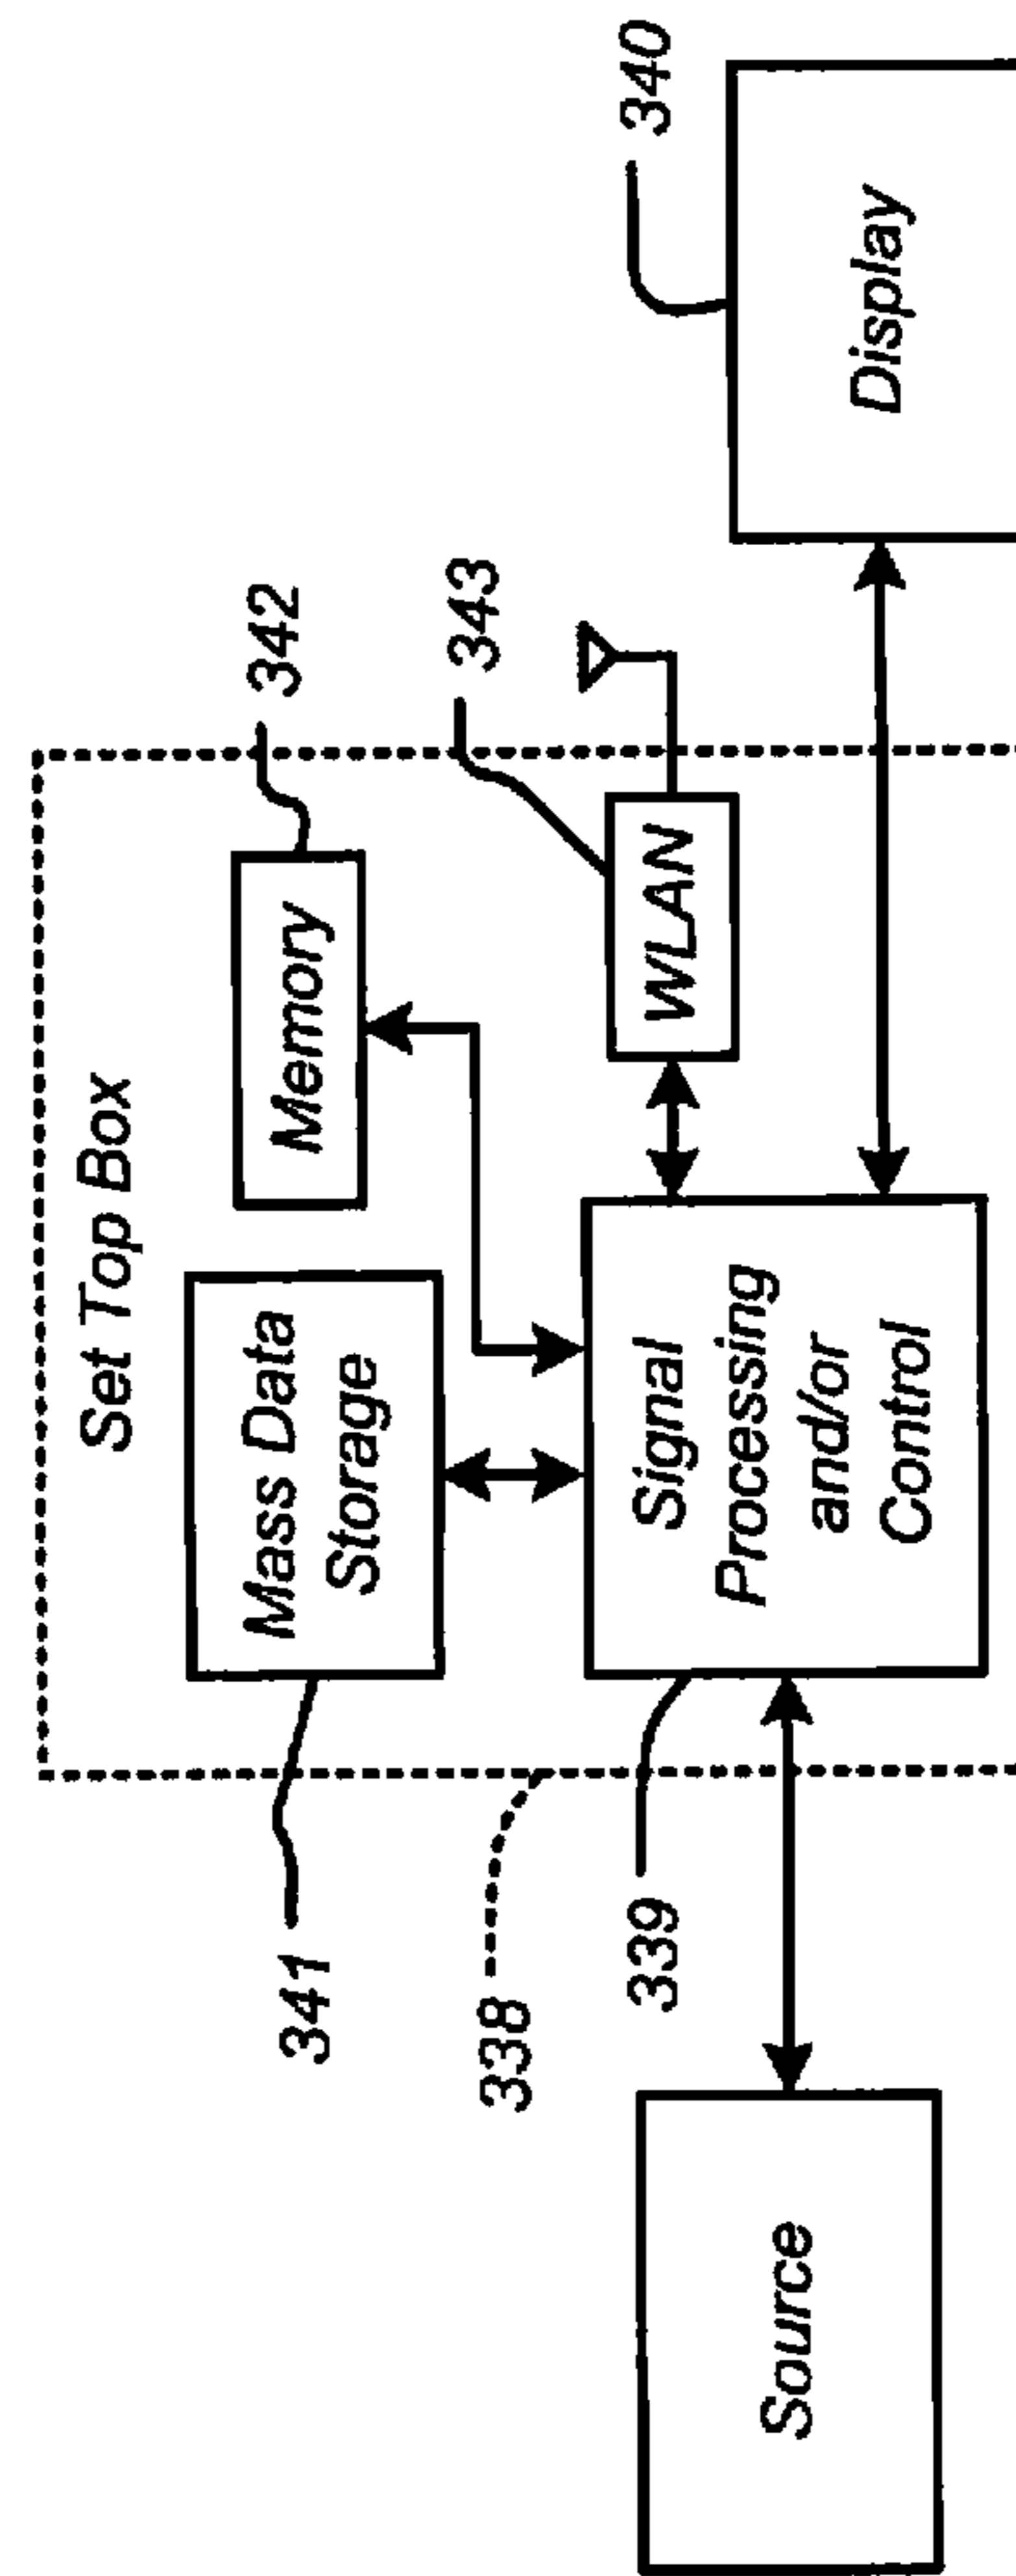 Set Top Box
341
Mass Data
Storage
Memory
342
338
343
339
Signal
Processing
and/or
Control
WLAN
340
Source
Display